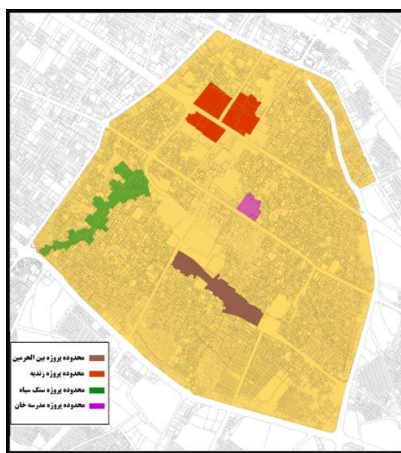 محدوده پروژه بین الحرمین
محدوده پروژه زندیه
محدوده پروژه سنگ سیاه
محدوده پروژه مدرسه خان